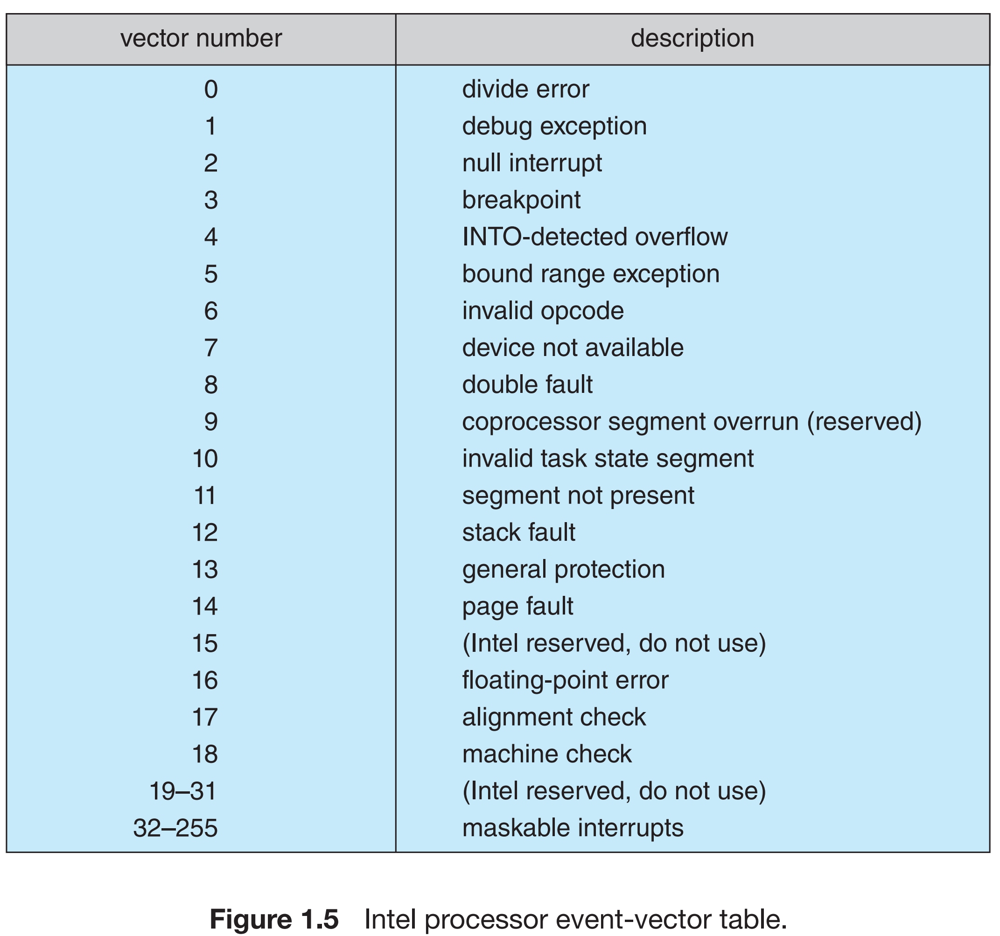 vector number description
0 divide error
1 debug exception
2 null interrupt
3 breakpoint
4 INTO-detected overflow
5 bound range exception
6 invalid opcode
7 device not available
8 double fault
9 coprocessor segment overrun (reserved)
10 invalid task state segment
11 segment not present
12 stack fault
13 general protection
14 page fault
15 (Intel reserved, do not use)
16 floating-point error
17 alignment check
18 machine check
19–31 (Intel reserved, do not use)
32–255 maskable interrupts
Figure 1.5 Intel processor event-vector table.